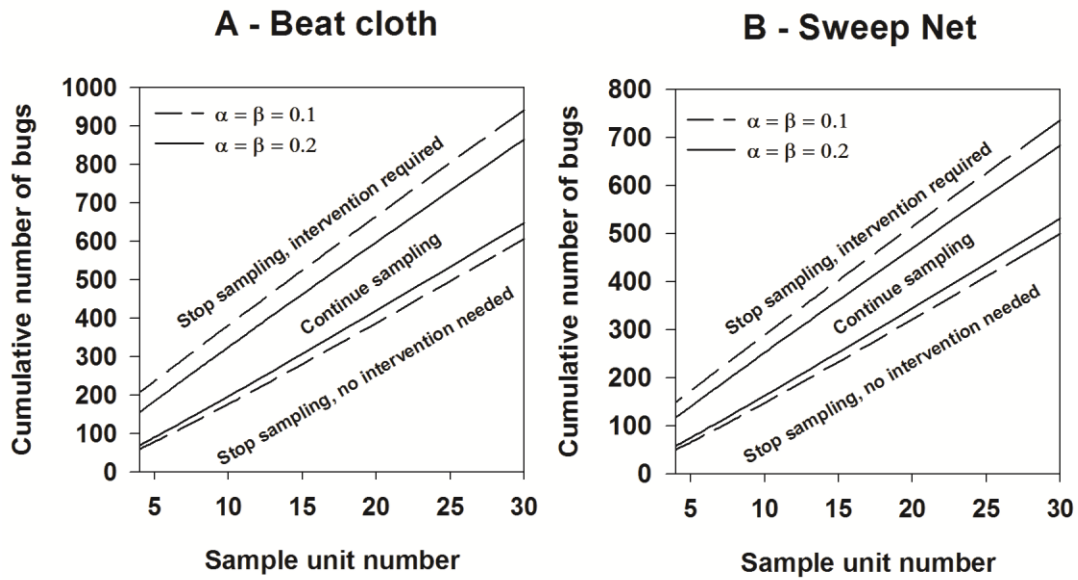 A - Beat cloth
Cumulative number of bugs
1000
900
800
700
600
500
400
300
200
100
0
α = β = 0.1
α = β = 0.2
Stop sampling, intervention required
Continue sampling
Stop sampling, no intervention needed
5 10 15 20 25 30
Sample unit number
B - Sweep Net
Cumulative number of bugs
800
700
600
500
400
300
200
100
0
α = β = 0.1
α = β = 0.2
Stop sampling, intervention required
Continue sampling
Stop sampling, no intervention needed
5 10 15 20 25 30
Sample unit number